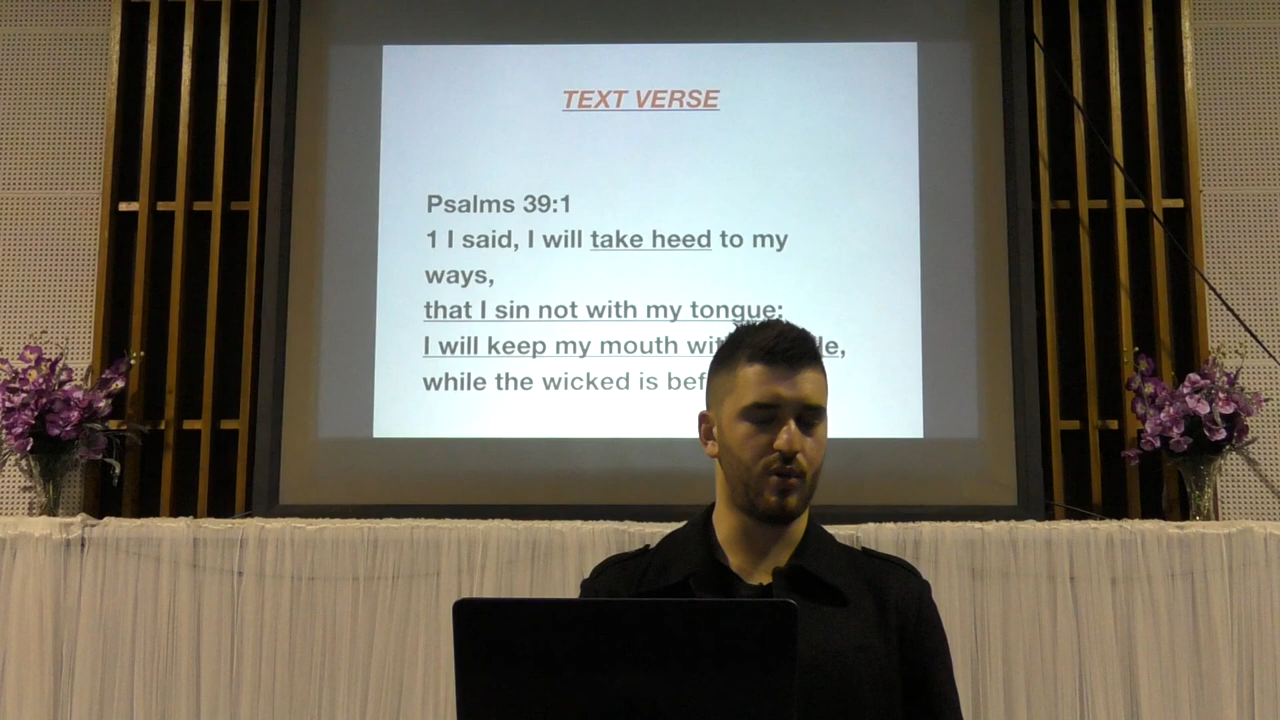 TEXT VERSE
Psalms 39:1
1 I said, I will take heed to my
ways,
that I sin not with my tongue:
I will keep my mouth
while the wicked is